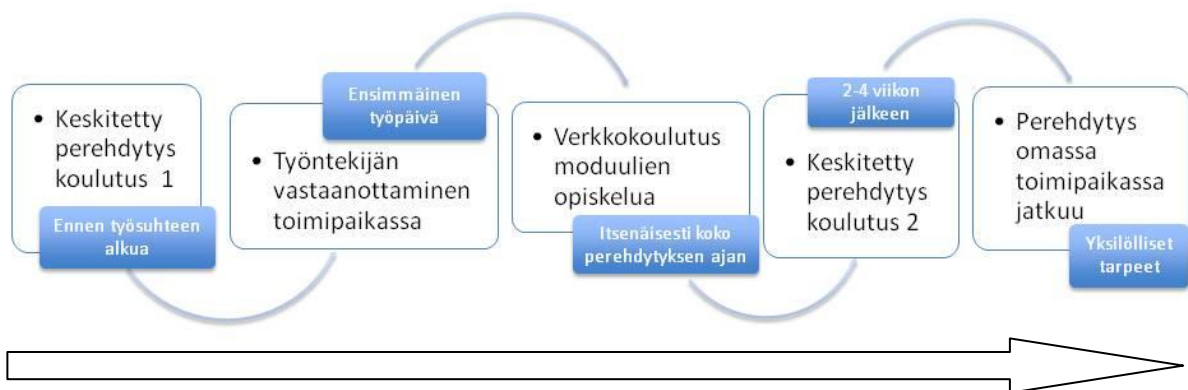 • Keskitetty
perehdytys
koulutus 1
Ennen työsuhteen
alkua
Ensimmäinen
työpäivä
• Työntekijän
vastaanottaminen
toimipaikassa
• Verkkokoulutus
moduulien
opiskelua
Itsenäisesti koko
perehdytyksen ajan
2-4 viikon
jälkeen
• Keskitetty
perehdytys
koulutus 2
• Perehdytys
omassa
toimipaikassa
jatkuu
Yksilölliset
tarpeet